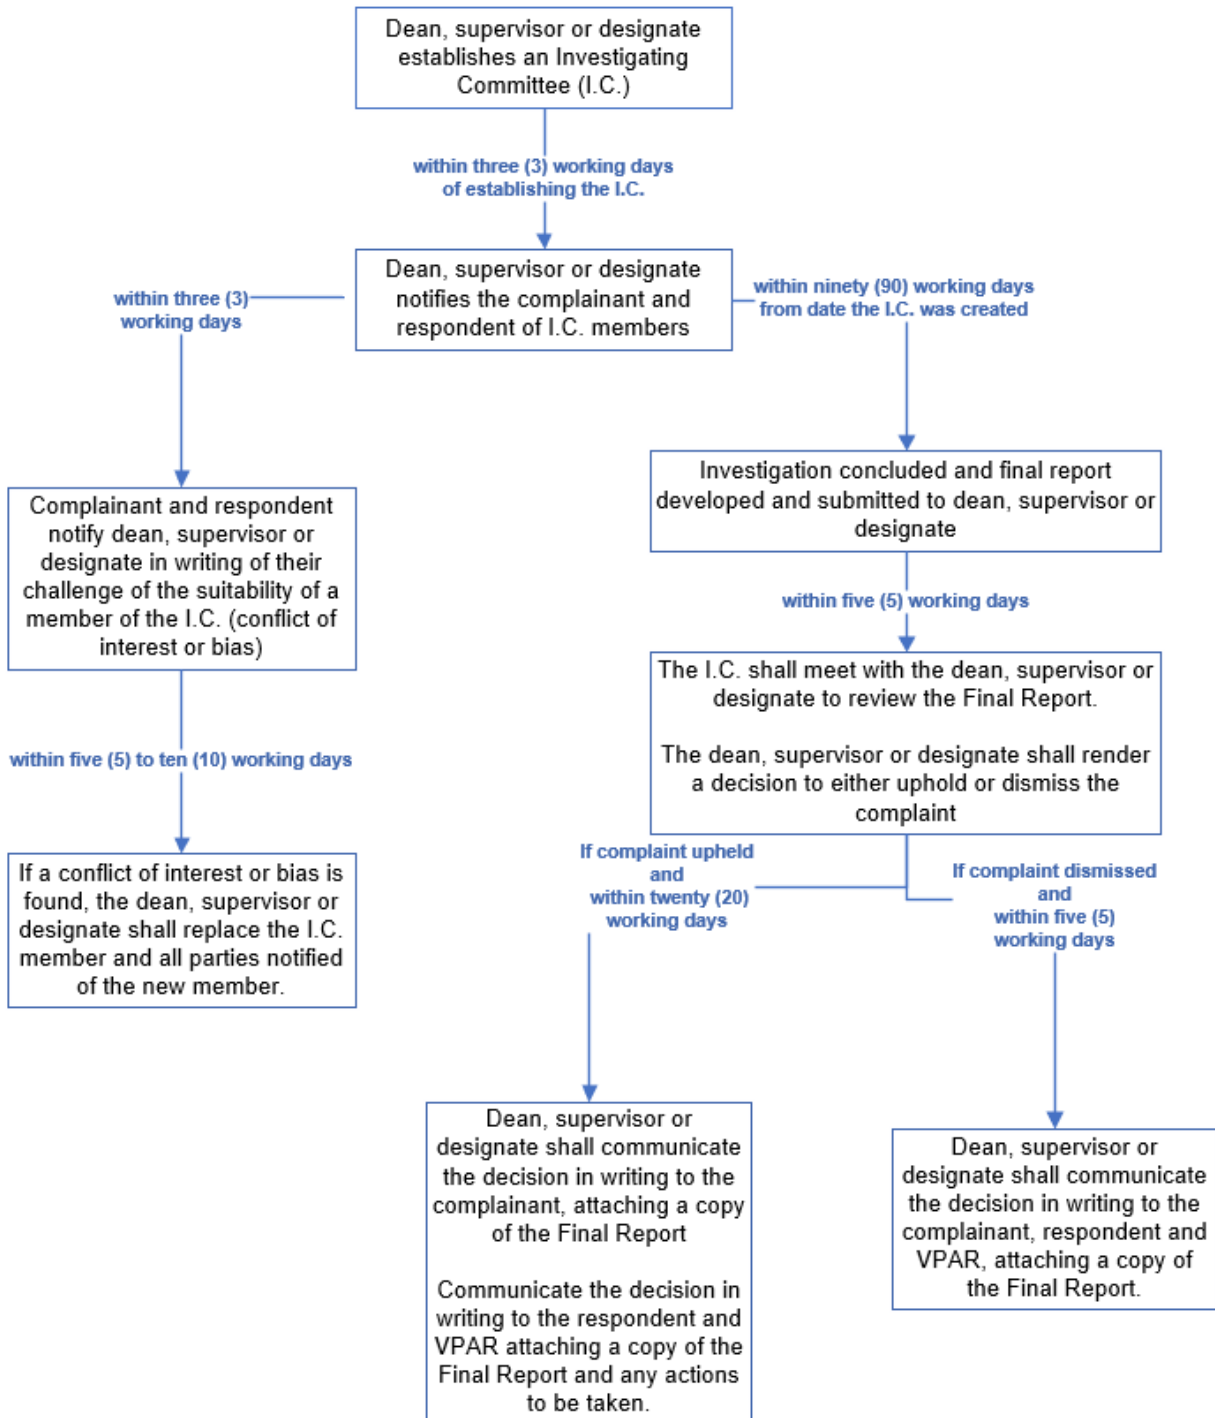 Dean, supervisor or designate
establishes an Investigating
Committee (I.C.)
within three (3) working days
of establishing the I.C.
Dean, supervisor or designate
notifies the complainant and
respondent of I.C. members
within three (3)
working days
within ninety (90) working days
from date the I.C. was created
Complainant and respondent
notify dean, supervisor or
designate in writing of their
challenge of the suitability of a
member of the I.C. (conflict of
interest or bias)
within five (5) to ten (10) working days
If a conflict of interest or bias is
found, the dean, supervisor or
designate shall replace the I.C.
member and all parties notified
of the new member.
Investigation concluded and final report
developed and submitted to dean, supervisor or
designate
within five (5) working days
The I.C. shall meet with the dean, supervisor or
designate to review the Final Report.
The dean, supervisor or designate shall render
a decision to either uphold or dismiss the
complaint
If complaint upheld
and
within twenty (20)
working days
If complaint dismissed
and
within five (5)
working days
Dean, supervisor or
designate shall communicate
the decision in writing to the
complainant, attaching a copy
of the Final Report
Communicate the decision in
writing to the respondent and
VPAR attaching a copy of the
Final Report and any actions
to be taken.
Dean, supervisor or
designate shall communicate
the decision in writing to the
complainant, respondent and
VPAR, attaching a copy of
the Final Report.